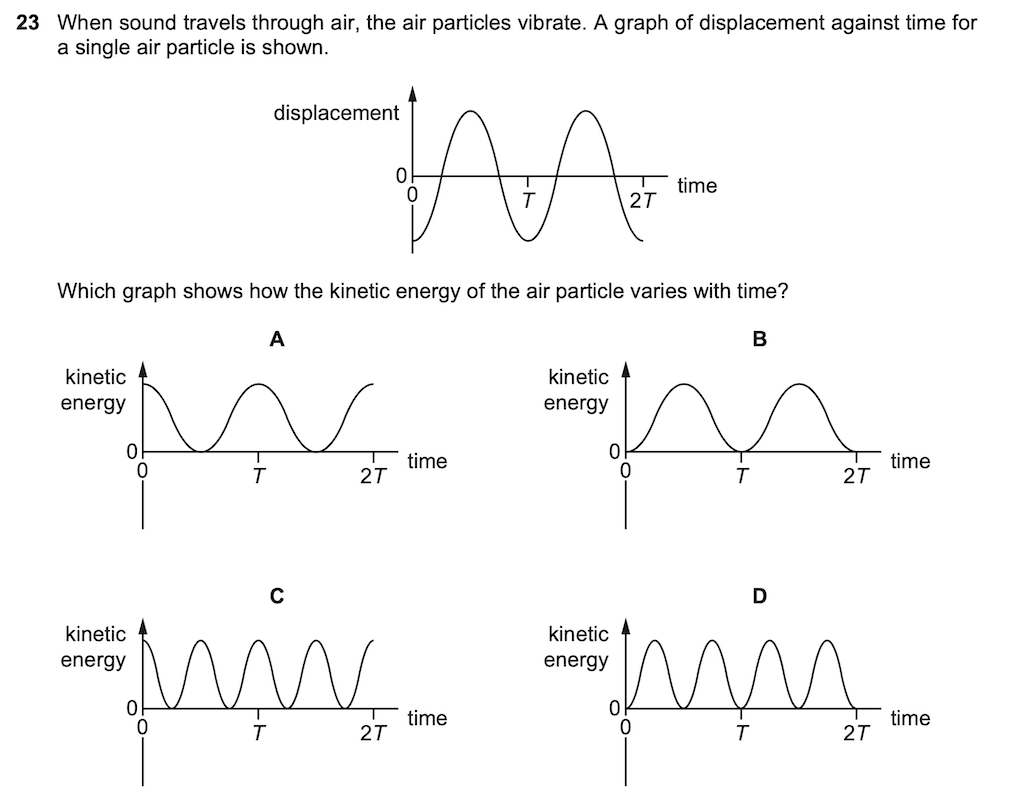 23 When sound travels through air, the air particles vibrate. A graph of displacement against time for
a single air particle is shown.
displacement
0
0
T
2T
time
Which graph shows how the kinetic energy of the air particle varies with time?
A
kinetic
energy
0
0
T
2T
time
B
kinetic
energy
0
0
T
2T
time
C
kinetic
energy
0
0
T
2T
time
D
kinetic
energy
0
0
T
2T
time